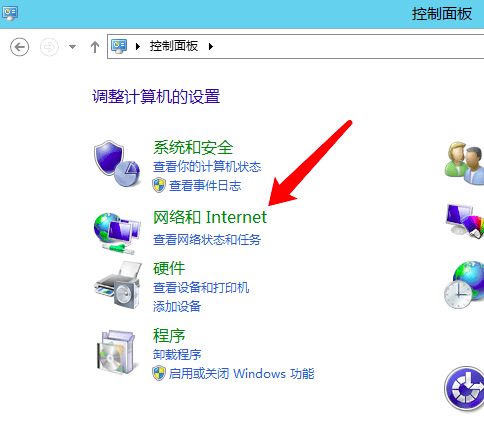 控制面板
控制面板
调整计算机的设置
系统和安全
查看你的计算机状态
查看事件日志
网络和 Internet
查看网络状态和任务
硬件
查看设备和打印机
添加设备
程序
卸载程序
启用或关闭 Windows 功能